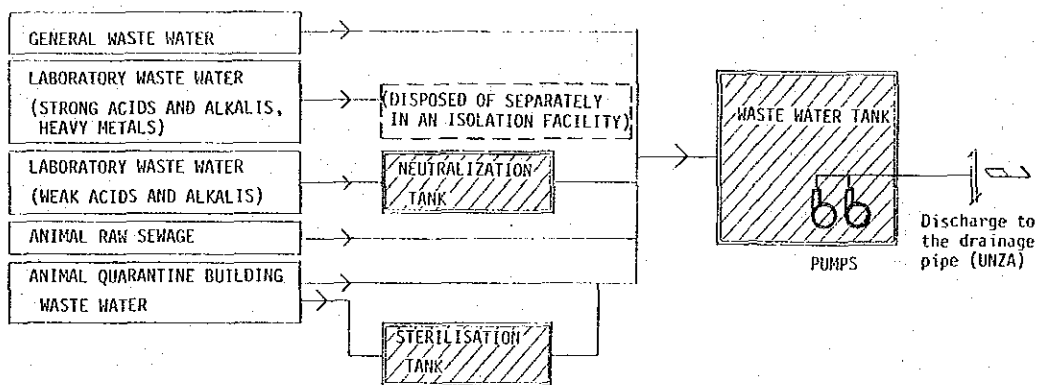 GENERAL WASTE WATER
LABORATORY WASTE WATER
(STRONG ACIDS AND ALKALIS,
HEAVY METALS)
(DISPOSED OF SEPARATELY
IN AN ISOLATION FACILITY)
LABORATORY WASTE WATER
(WEAK ACIDS AND ALKALIS)
NEUTRALIZATION
TANK
ANIMAL RAW SEWAGE
ANIMAL QUARANTINE BUILDING
WASTE WATER
STERILISATION
TANK
WASTE WATER TANK
PUMPS
Discharge to
the drainage
pipe (UNZA)